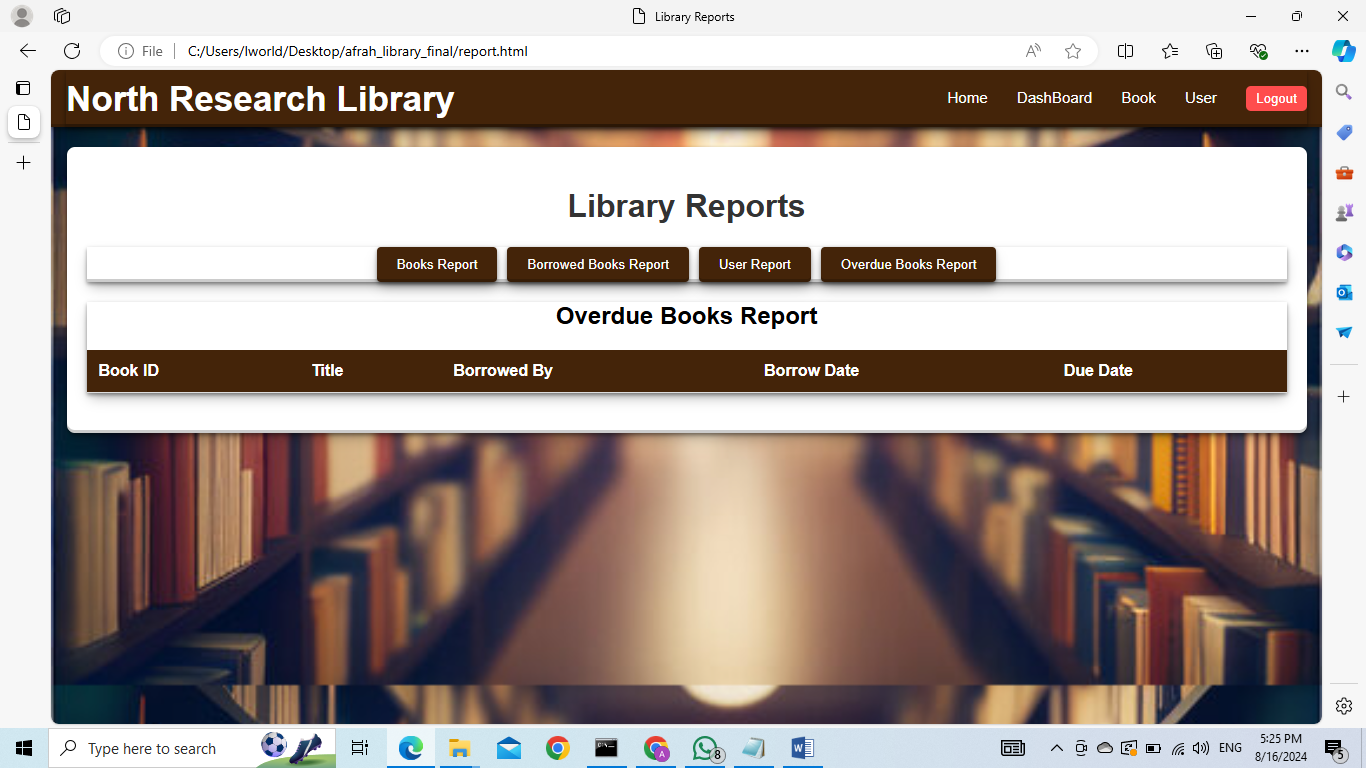 Library Reports
File C:/Users/lworld/Desktop/afrah_library_final/report.html
North Research Library Home DashBoard Book User Logout
Library Reports
Books Report Borrowed Books Report User Report Overdue Books Report
Overdue Books Report
Book ID Title Borrowed By Borrow Date Due Date
Type here to search 8 ENG 5:25 PM
8/16/2024 5